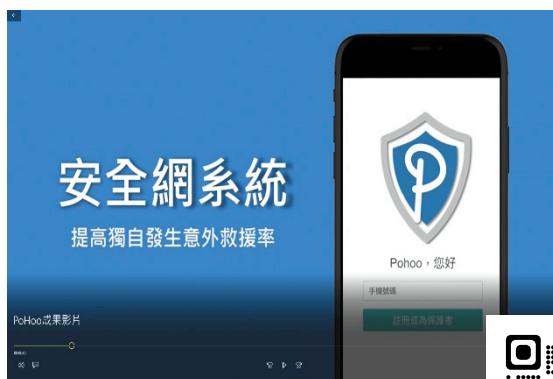 安全網系統
提高獨自發生意外救援率
Pohoo，您好
手機號碼
註冊成為保護者
PoHoo成果影片